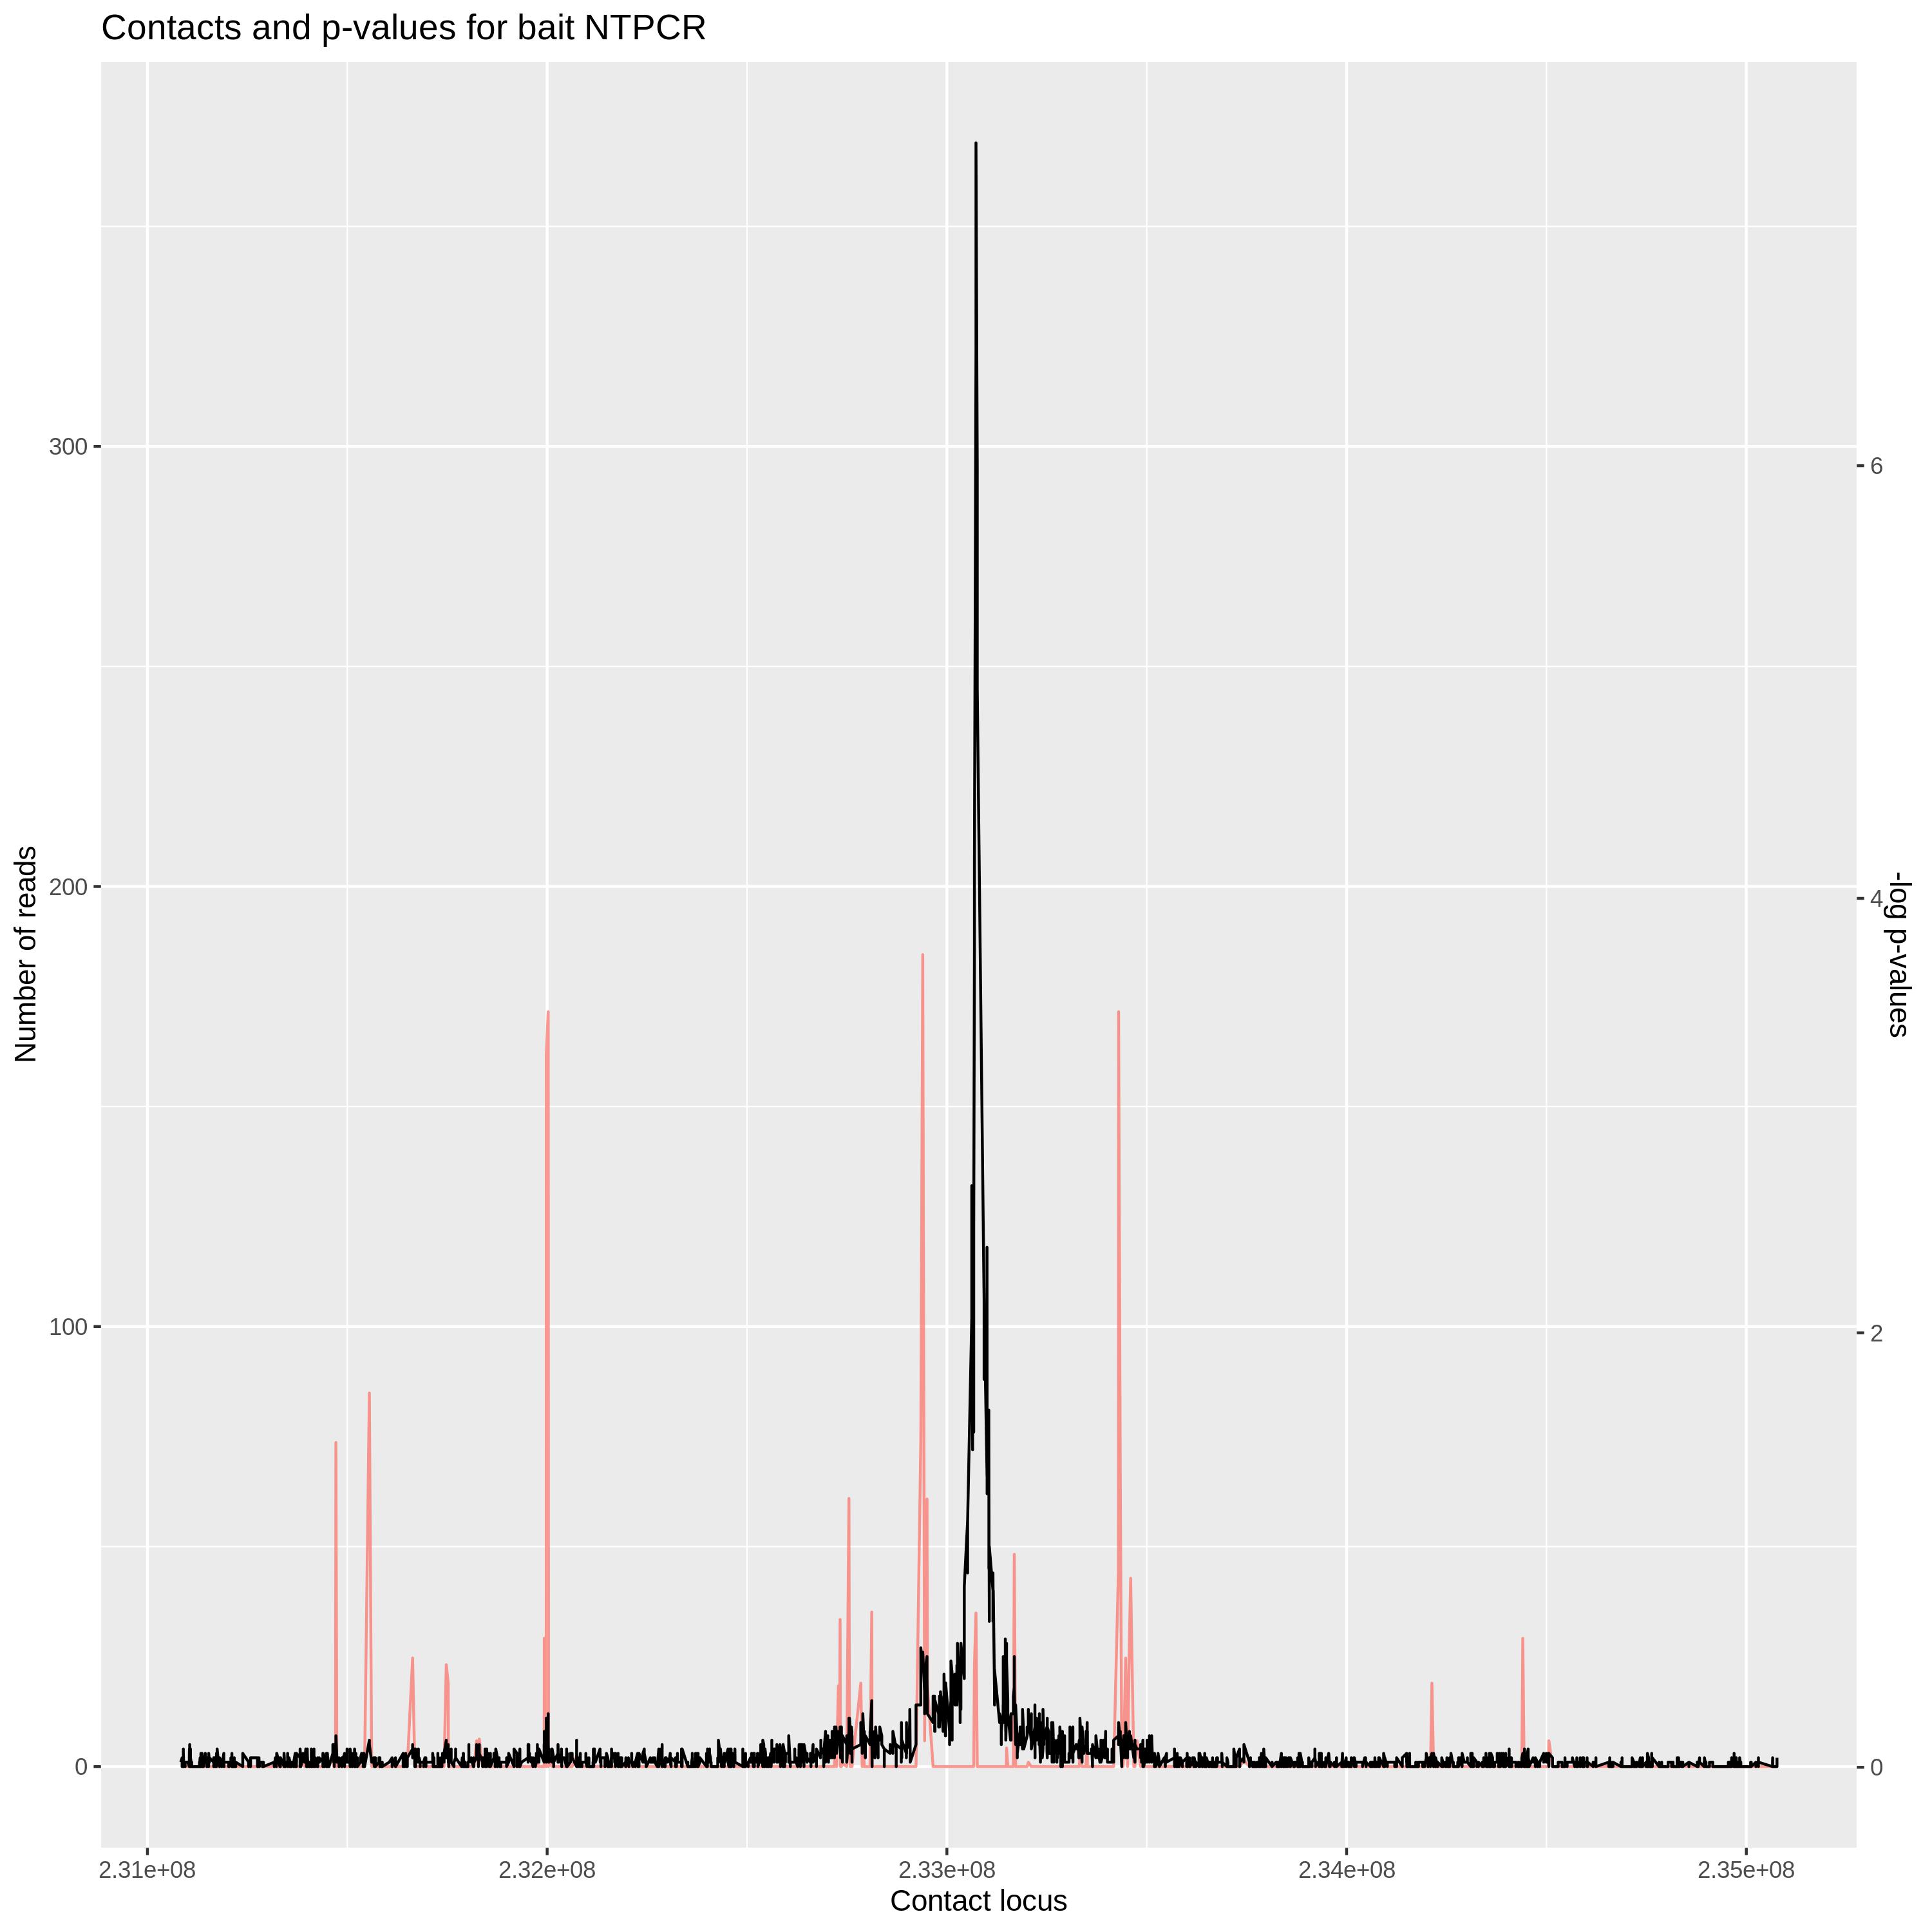 Contacts and p-values for bait NTPCR
Number of reads
300
200
100
0
6
4
2
0
-log p-values
2.31e+08
2.32e+08
2.33e+08
2.34e+08
2.35e+08
Contact locus